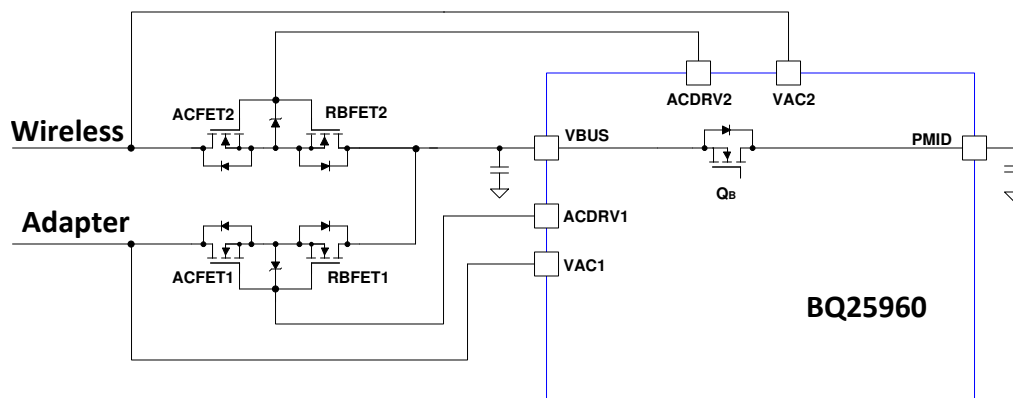 ACDRV2
VAC2
ACFET2
RBFET2
Wireless
VBUS
PMID
QB
Adapter
ACDRV1
ACFET1
RBFET1
VAC1
BQ25960